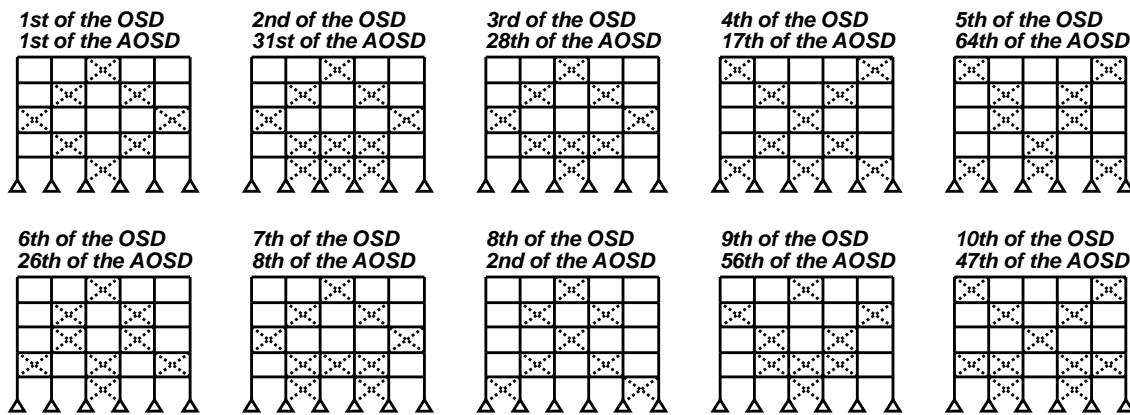 1st of the OSD
1st of the AOSD
2nd of the OSD
31st of the AOSD
3rd of the OSD
28th of the AOSD
4th of the OSD
17th of the AOSD
5th of the OSD
64th of the AOSD
6th of the OSD
26th of the AOSD
7th of the OSD
8th of the AOSD
8th of the OSD
2nd of the AOSD
9th of the OSD
56th of the AOSD
10th of the OSD
47th of the AOSD